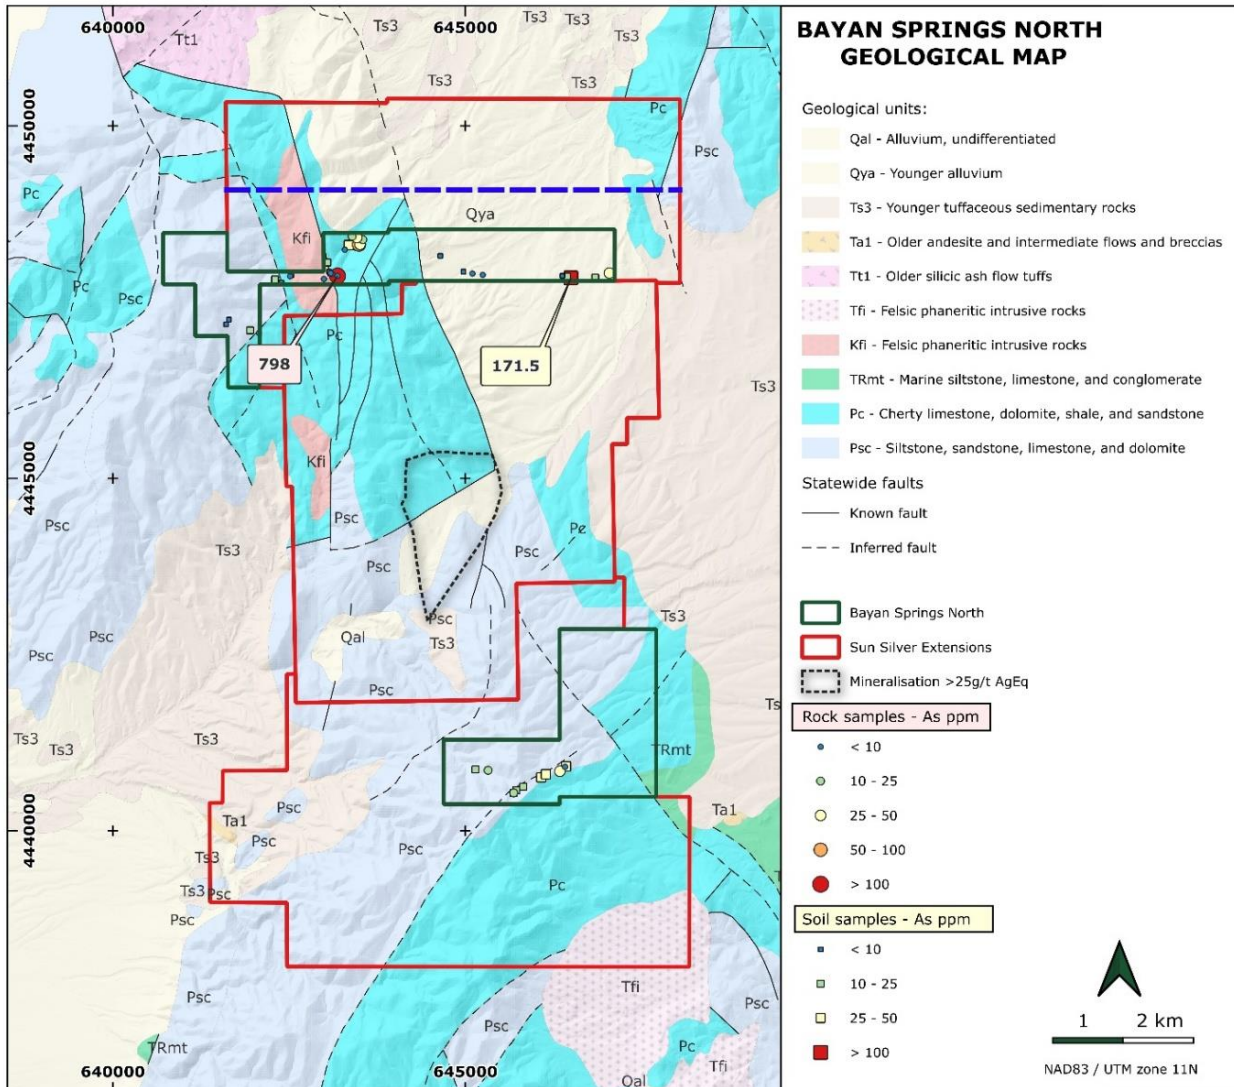 BAYAN SPRINGS NORTH
GEOLOGICAL MAP
Geological units:
Qal - Alluvium, undifferentiated
Qya - Younger alluvium
Ts3 - Younger tuffaceous sedimentary rocks
Ta1 - Older andesite and intermediate flows and breccias
Tt1 - Older silicic ash flow tuffs
Tfi - Felsic phaneritic intrusive rocks
Kfi - Felsic phaneritic intrusive rocks
TRmt - Marine siltstone, limestone, and conglomerate
Pc - Cherty limestone, dolomite, shale, and sandstone
Psc - Siltstone, sandstone, limestone, and dolomite
Statewide faults
Known fault
Inferred fault
Bayan Springs North
Sun Silver Extensions
Mineralisation >25g/t AgEq
Rock samples - As ppm
< 10
10 - 25
25 - 50
50 - 100
> 100
Soil samples - As ppm
< 10
10 - 25
25 - 50
> 100
1 2 km
NAD83 / UTM zone 11N
640000
645000
Ts3
Ts3
Ts3
Tt1
Ts3
Ts3
Pc
4450000
Psc
Pc
Qya
Kfi
Pc
Psc
Pc
798
171.5
Ts3
Kfi
4445000
Psc
Psc
Pe
Ts3
Psc
Psc
Psc
Ts3
Psc
Qal
Ts3
Psc
Psc
Ts
Ts3
Ts3
Ts3
TRmt
Psc
Ta1
Ta1
4440000
Psc
Psc
Ts3
Pc
Ts3
Psc
Psc
Tfi
Psc
Psc
Psc
TRmt
Pc
Tfi
Qal
640000
645000